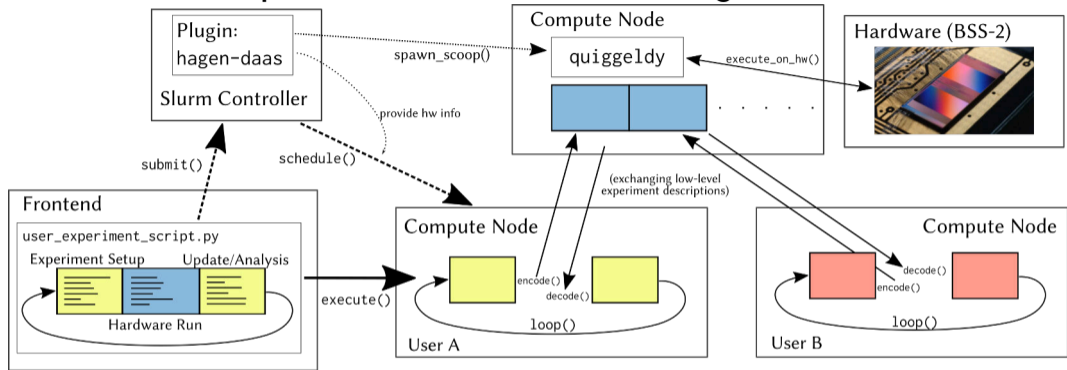 Plugin:
hagen-daas
Slurm Controller
spawn_scoop()
provide hw info
submit()
schedule()
Compute Node
quiggeldy
execute_on_hw()
Hardware (BSS-2)
(exchanging low-level
experiment descriptions)
Frontend
user_experiment_script.py
Experiment Setup
Update/Analysis
Hardware Run
execute()
Compute Node
encode()
decode()
loop()
User A
Compute Node
decode()
encode()
loop()
User B